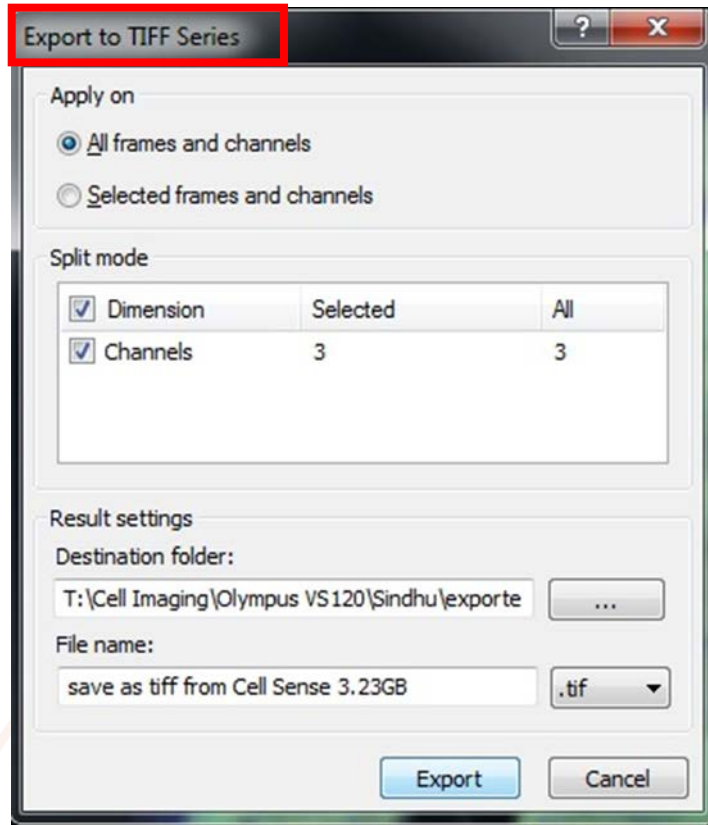 Export to TIFF Series
?
X
Apply on
All frames and channels
Selected frames and channels
Split mode
Dimension Selected All
Channels 3 3
Result settings
Destination folder:
T:\Cell Imaging\Olympus VS120\Sindhu\exporte ...
File name:
save as tiff from Cell Sense 3.23GB .tif
Export Cancel